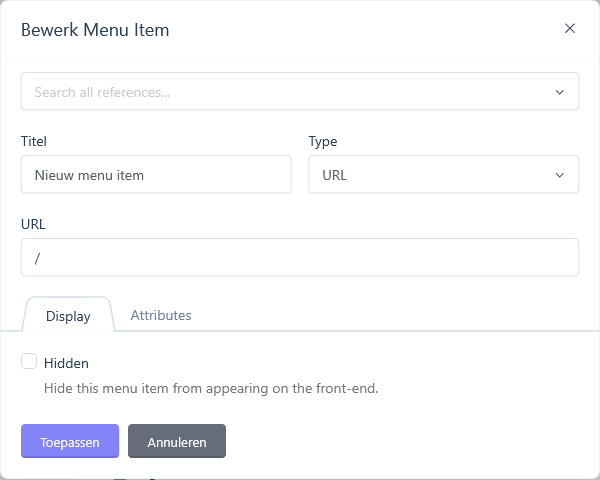 Bewerk Menu Item
Search all references...
Titel
Type
Nieuw menu item
URL
URL
/
Display
Attributes
Hidden
Hide this menu item from appearing on the front-end.
Toepassen
Annuleren